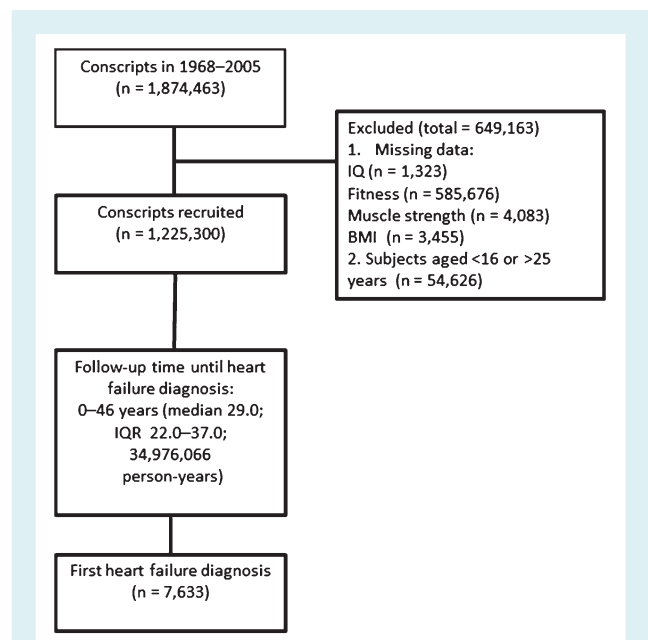 Conscripts in 1968–2005
(n = 1,874,463)
Excluded (total = 649,163)
1. Missing data:
IQ (n = 1,323)
Fitness (n = 585,676)
Muscle strength (n = 4,083)
BMI (n = 3,455)
2. Subjects aged <16 or >25
years (n = 54,626)
Conscripts recruited
(n = 1,225,300)
Follow-up time until heart
failure diagnosis:
0–46 years (median 29.0;
IQR 22.0–37.0;
34,976,066
person-years)
First heart failure diagnosis
(n = 7,633)